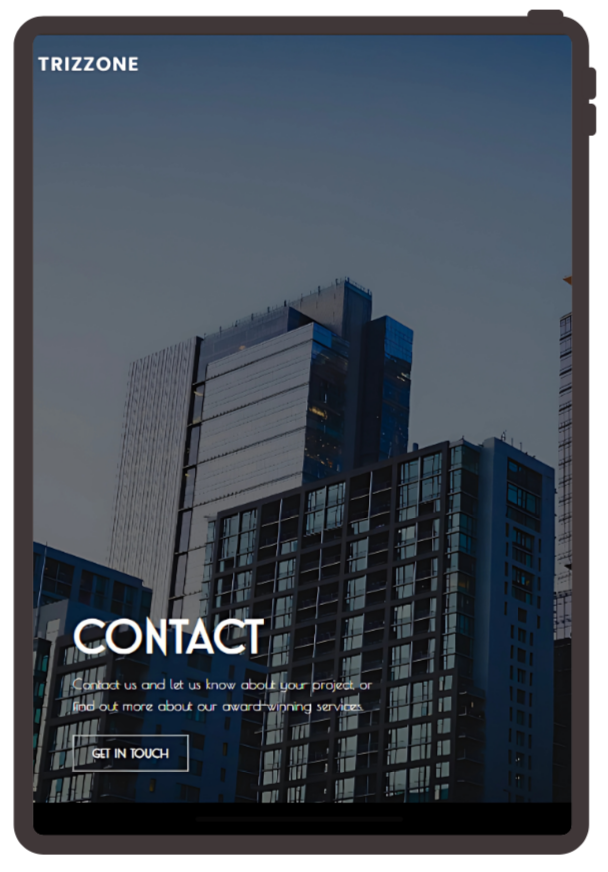 TRIZZONE
CONTACT
Contact us and let us know about your project, or
find out more about our award-winning services.
GET IN TOUCH